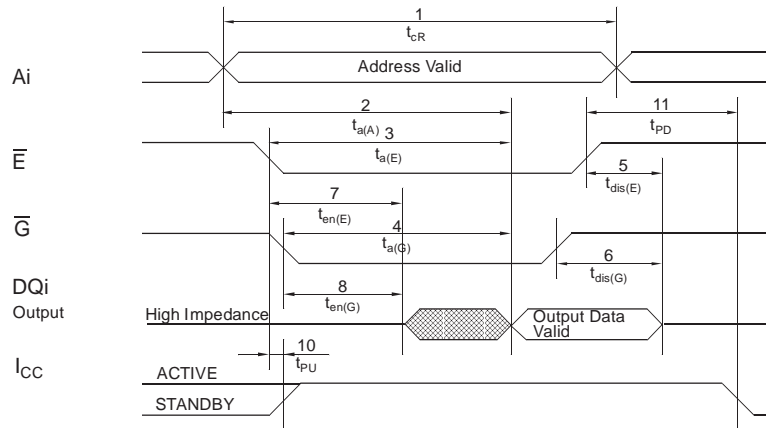 1
tcR
Ai
Address Valid
2
ta(A)
3
ta(E)
11
tPD
E
5
tdis(E)
7
ten(E)
G
4
ta(G)
6
tdis(G)
DQi
Output
8
ten(G)
High Impedance
Output Data
Valid
10
tPU
ICC
ACTIVE
STANDBY